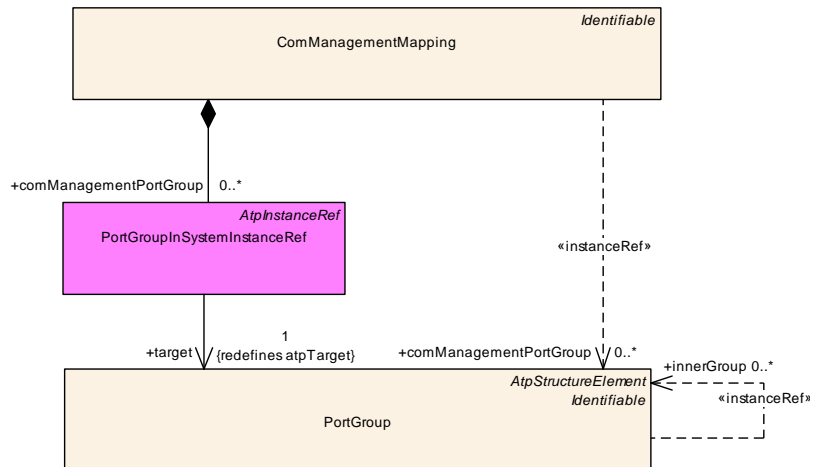 Identifiable
ComManagementMapping
+comManagementPortGroup 0..*
AtpInstanceRef
PortGroupInSystemInstanceRef
«instanceRef»
+target
1
{redefines atpTarget}
+comManagementPortGroup 0..*
+innerGroup 0..*
AtpStructureElement
Identifiable
«instanceRef»
PortGroup